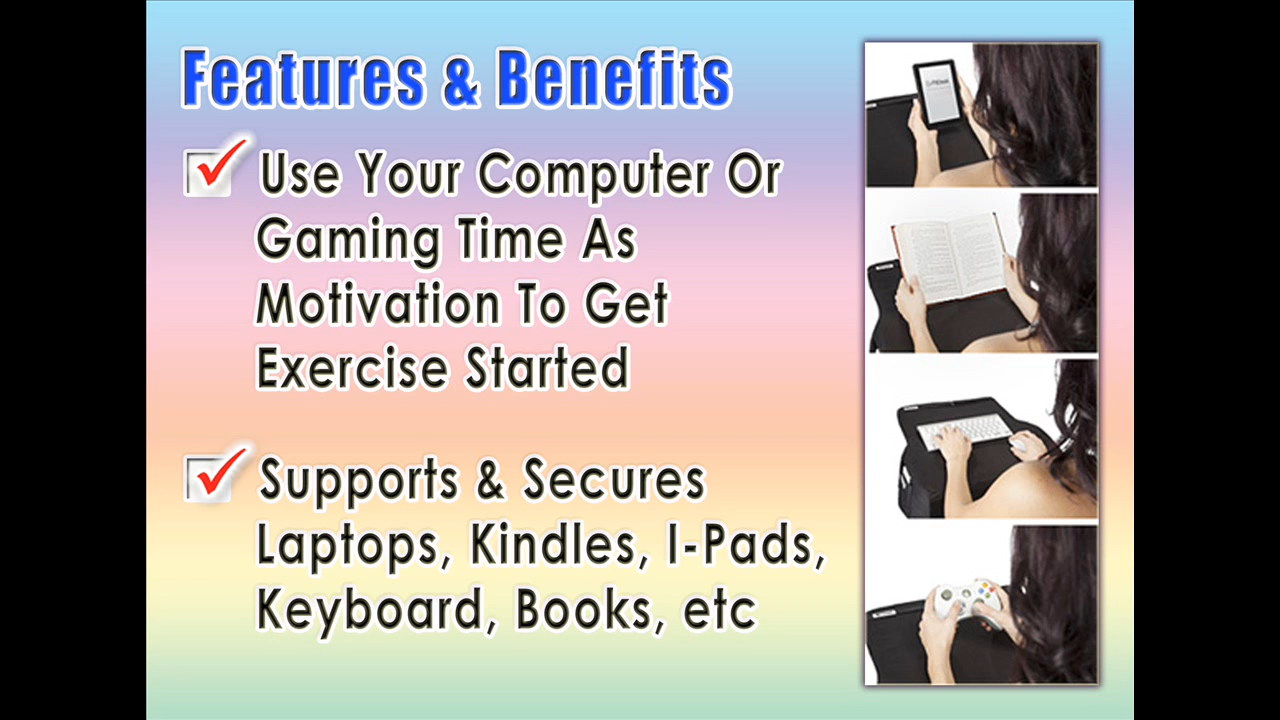 Features & Benefits
Use Your Computer Or
Gaming Time As
Motivation To Get
Exercise Started
Supports & Secures
Laptops, Kindles, I-Pads,
Keyboard, Books, etc